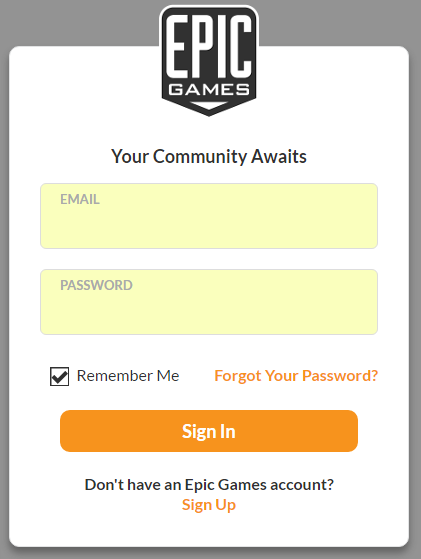 EPIC
GAMES
Your Community Awaits
EMAIL
PASSWORD
Remember Me Forgot Your Password?
Sign In
Don't have an Epic Games account?
Sign Up